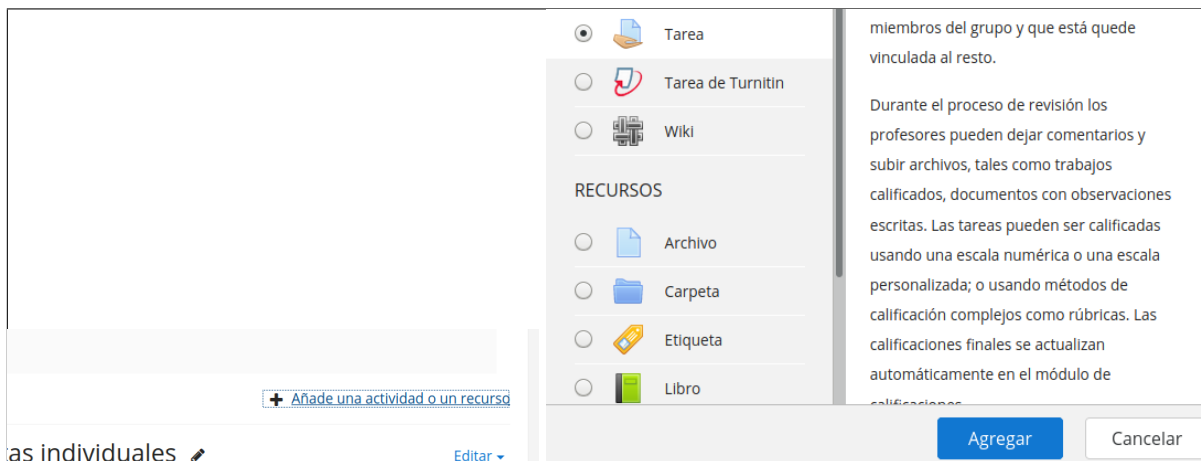 Añade una actividad o un recurso
as individuales
Editar
Tarea
Tarea de Turnitin
Wiki
RECURSOS
Archivo
Carpeta
Etiqueta
Libro
miembros del grupo y que está quede
vinculada al resto.
Durante el proceso de revisión los
profesores pueden dejar comentarios y
subir archivos, tales como trabajos
calificados, documentos con observaciones
escritas. Las tareas pueden ser calificadas
usando una escala numérica o una escala
personalizada; o usando métodos de
calificación complejos como rúbricas. Las
calificaciones finales se actualizan
automáticamente en el módulo de
calificaciones
Agregar
Cancelar